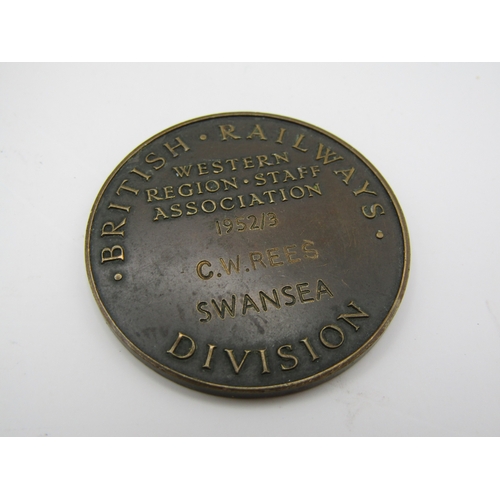 · BRITISH · RAILWAYS ·
WESTERN
REGION · STAFF
ASSOCIATION
1952/3
C.W.REES
SWANSEA
DIVISION